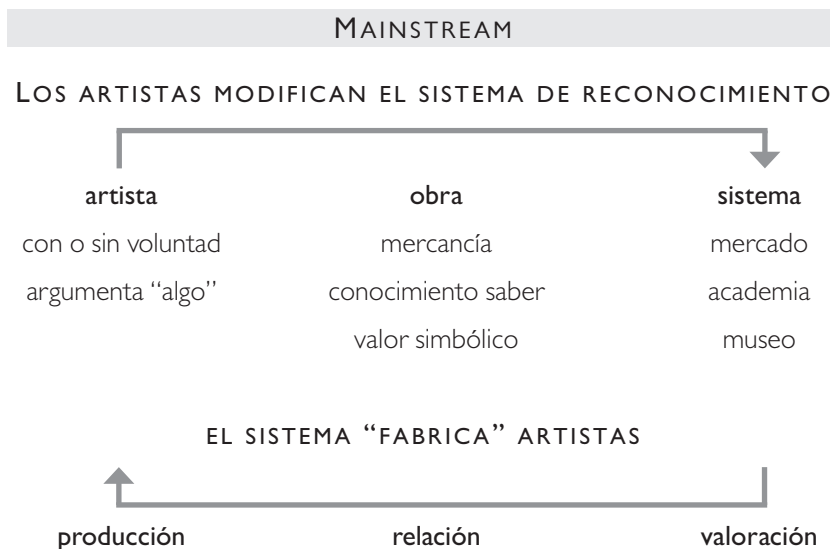 MAINSTREAM
LOS ARTISTAS MODIFICAN EL SISTEMA DE RECONOCIMIENTO
artista obra sistema
con o sin voluntad mercancía mercado
argumenta “algo” conocimiento saber academia
valor simbólico museo
EL SISTEMA “FABRICA” ARTISTAS
producción relación valoración